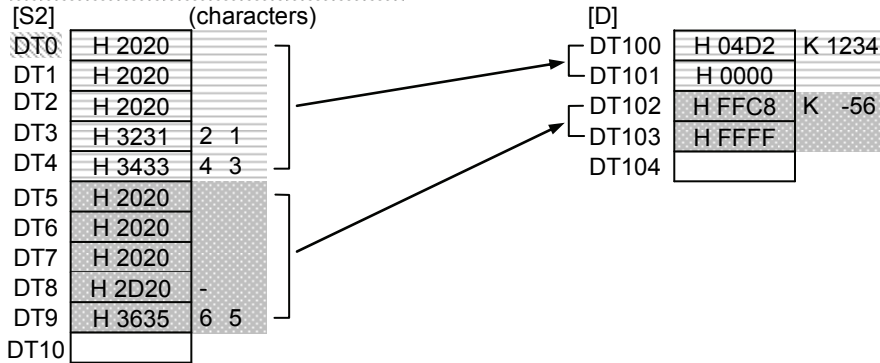 [S2] (characters) [D]
DT0 H 2020 DT100 H 04D2 K 1234
DT1 H 2020 DT101 H 0000
DT2 H 2020 DT102 H FFC8 K -56
DT3 H 3231 2 1 DT103 H FFFF
DT4 H 3433 4 3 DT104
DT5 H 2020
DT6 H 2020
DT7 H 2020
DT8 H 2D20 -
DT9 H 3635 6 5
DT10